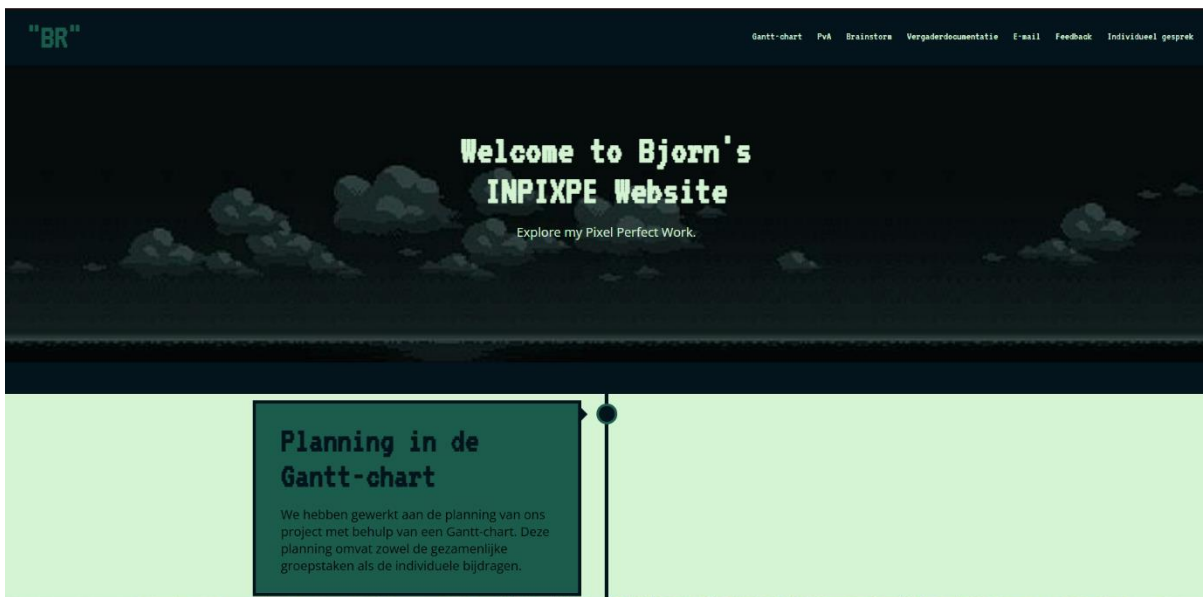 "BR"
Gantt-chart PvA Brainstorm Vergaderdocumentatie E-mail Feedback Individueel gesprek
Welcome to Bjorn's
INPIXPE Website
Explore my Pixel Perfect Work.
Planning in de
Gantt-chart
We hebben gewerkt aan de planning van ons
project met behulp van een Gantt-chart. Deze
planning omvat zowel de gezamenlijke
groepstaken als de individuele bijdragen.